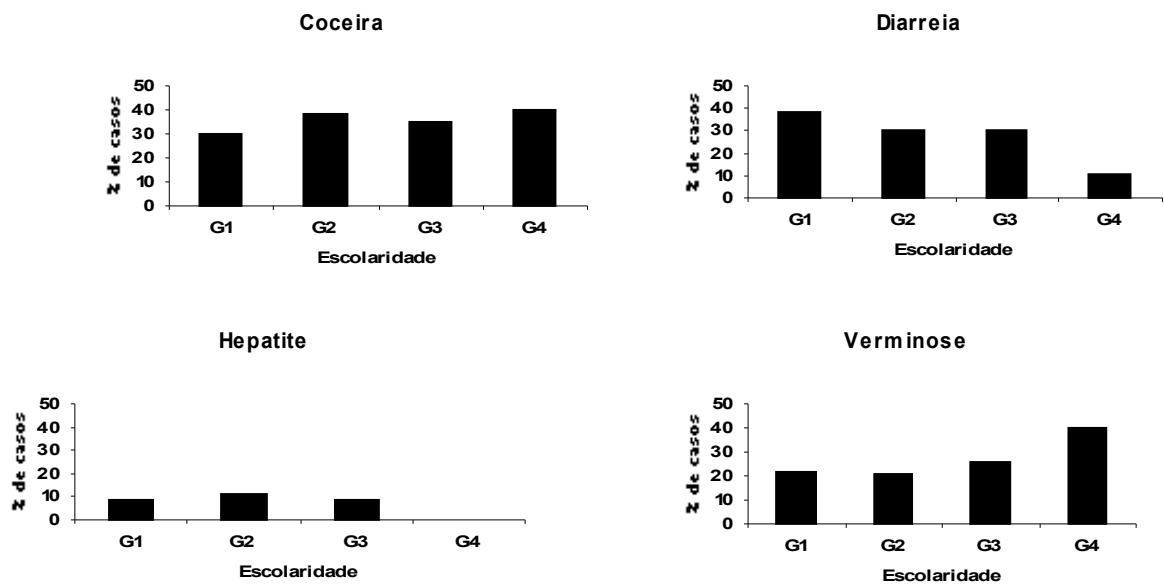 Coceira
% de casos
50
40
30
20
10
0
G1 G2 G3 G4
Escolaridade
Diarreia
% de casos
50
40
30
20
10
0
G1 G2 G3 G4
Escolaridade
Hepatite
% de casos
50
40
30
20
10
0
G1 G2 G3 G4
Escolaridade
Verminose
% de casos
50
40
30
20
10
0
G1 G2 G3 G4
Escolaridade